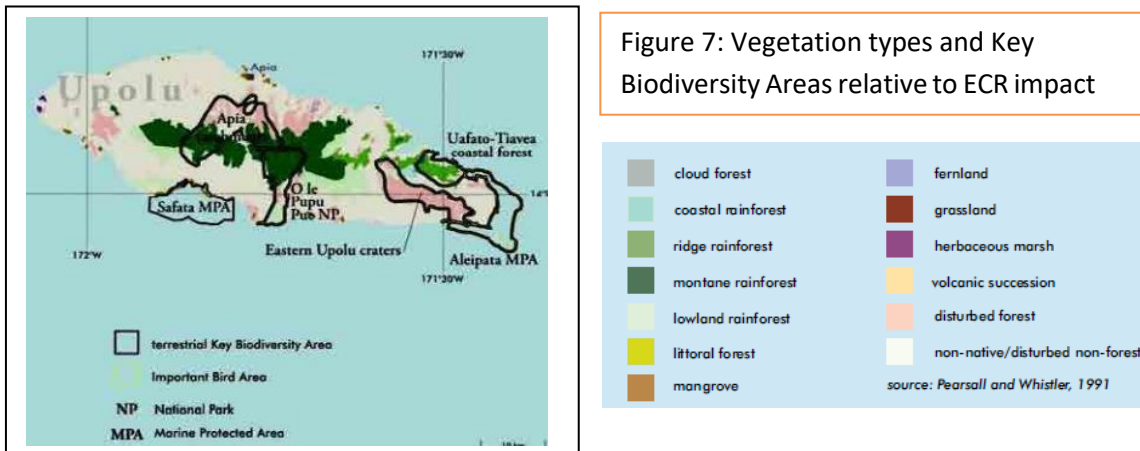 Upolu
Apia
171°30'W
Apia
Uafato-Tiavea
coastal forest
O le
Pupu
Pue NP
14°
Safata MPA
172°W
Eastern Upolu craters
Aleipata MPA
171°30'W
terrestrial Key Biodiversity Area
Important Bird Area
NP National Park
MPA Marine Protected Area
Figure 7: Vegetation types and Key
Biodiversity Areas relative to ECR impact
cloud forest
coastal rainforest
ridge rainforest
montane rainforest
lowland rainforest
littoral forest
mangrove
fernland
grassland
herbaceous marsh
volcanic succession
disturbed forest
non-native/disturbed non-forest
source: Pearsall and Whistler, 1991